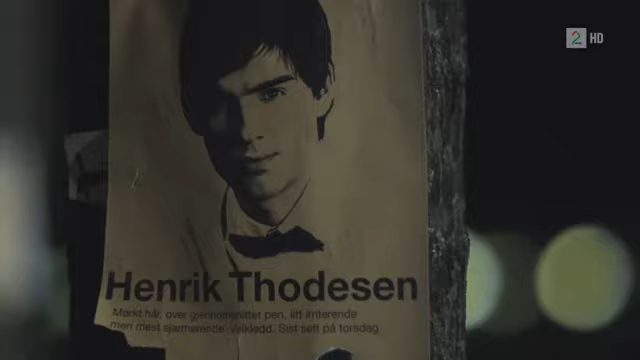 2 HD
Henrik Thodesen
Mørkt hår, over gjennomsnittet pen, litt irriterende
men mest sjarmerende, velkledd. Sist sett på torsdag.